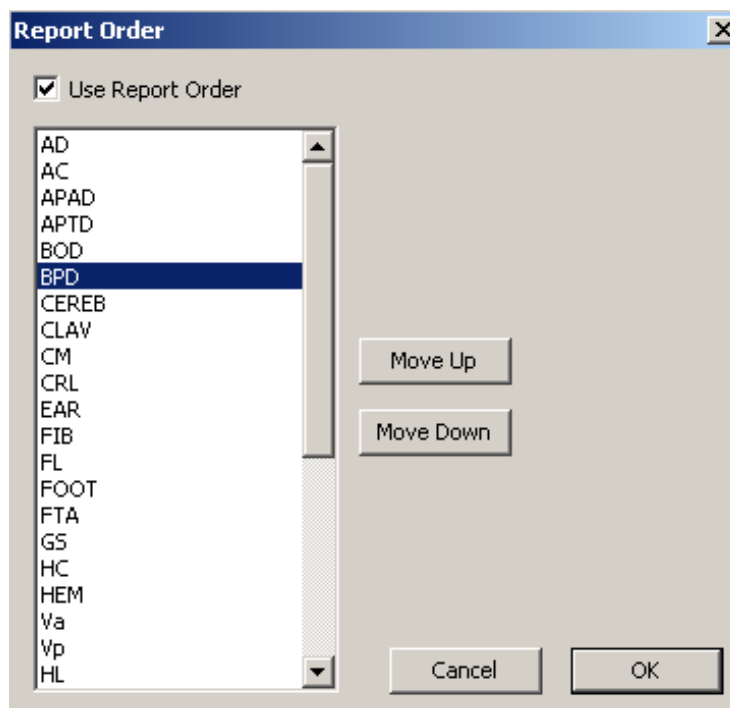 Report Order
Use Report Order
AD
AC
APAD
APTD
BOD
BPD
CEREB
CLAV
CM
CRL
EAR
FIB
FL
FOOT
FTA
GS
HC
HEM
Va
Vp
HL
Move Up
Move Down
Cancel
OK